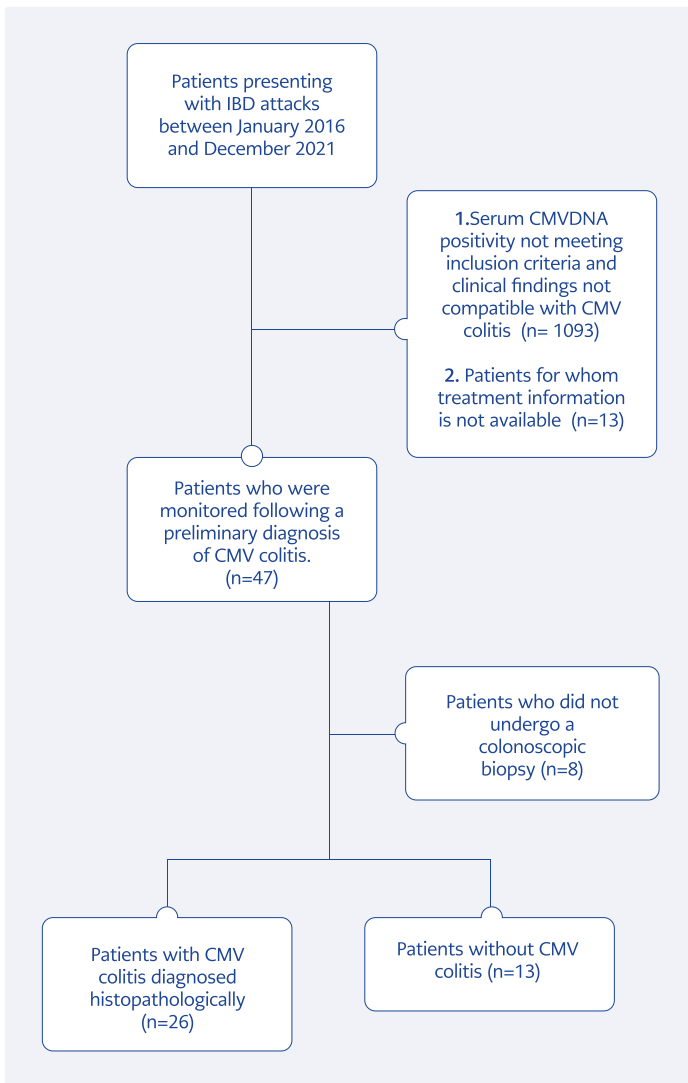 Patients presenting
with IBD attacks
between January 2016
and December 2021
1.Serum CMVDNA
positivity not meeting
inclusion criteria and
clinical findings not
compatible with CMV
colitis (n= 1093)
2. Patients for whom
treatment information
is not available (n=13)
Patients who were
monitored following a
preliminary diagnosis
of CMV colitis.
(n=47)
Patients who did not
undergo a
colonoscopic
biopsy (n=8)
Patients with CMV
colitis diagnosed
histopathologically
(n=26)
Patients without CMV
colitis (n=13)